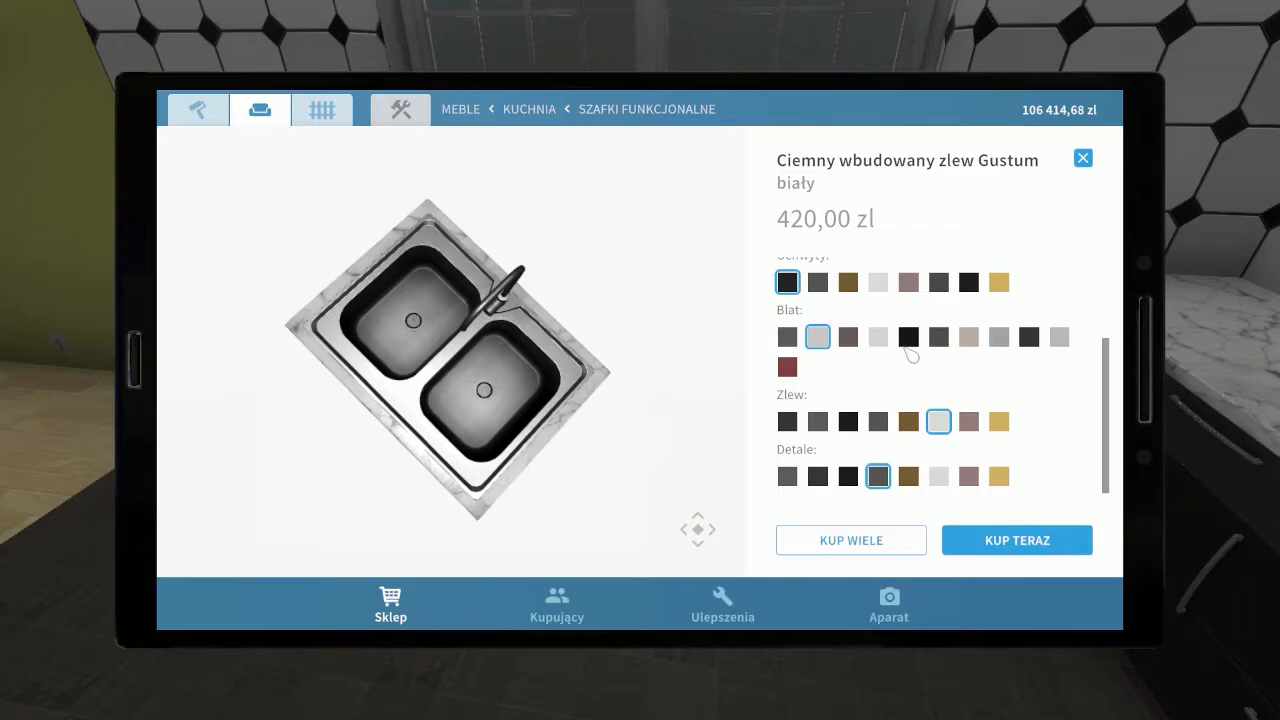 MEBLE < KUCHNIA < SZAFKI FUNKCJONALNE
106 414,68 zl
Ciemny wbudowany zlew Gustum
biały
420,00 zl
Uchwyty:
Blat:
Zlew:
Detale:
KUP WIELE
KUP TERAZ
Sklep
Kupujący
Ulepszenia
Aparat